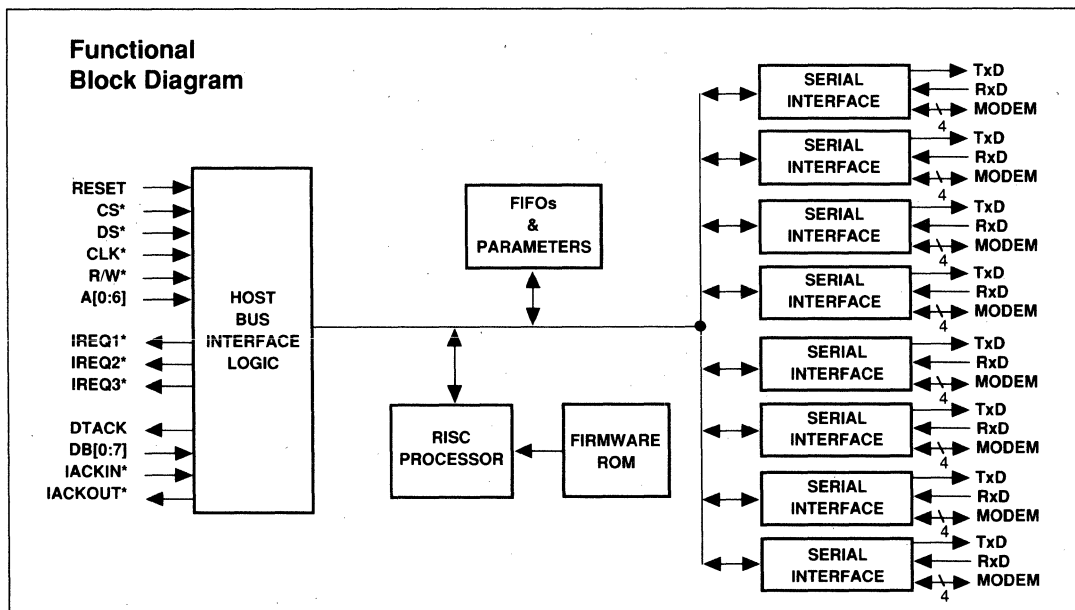 Functional
Block Diagram
RESET
CS*
DS*
CLK*
R/W*
A[0:6]
IREQ1*
IREQ2*
IREQ3*
DTACK
DB[0:7]
IACKIN*
IACKOUT*
HOST
BUS
INTERFACE
LOGIC
FIFOs
&
PARAMETERS
RISC
PROCESSOR
FIRMWARE
ROM
SERIAL
INTERFACE
TxD
RxD
MODEM
4
SERIAL
INTERFACE
TxD
RxD
MODEM
4
SERIAL
INTERFACE
TxD
RxD
MODEM
4
SERIAL
INTERFACE
TxD
RxD
MODEM
4
SERIAL
INTERFACE
TxD
RxD
MODEM
4
SERIAL
INTERFACE
TxD
RxD
MODEM
4
SERIAL
INTERFACE
TxD
RxD
MODEM
4
SERIAL
INTERFACE
TxD
RxD
MODEM
4